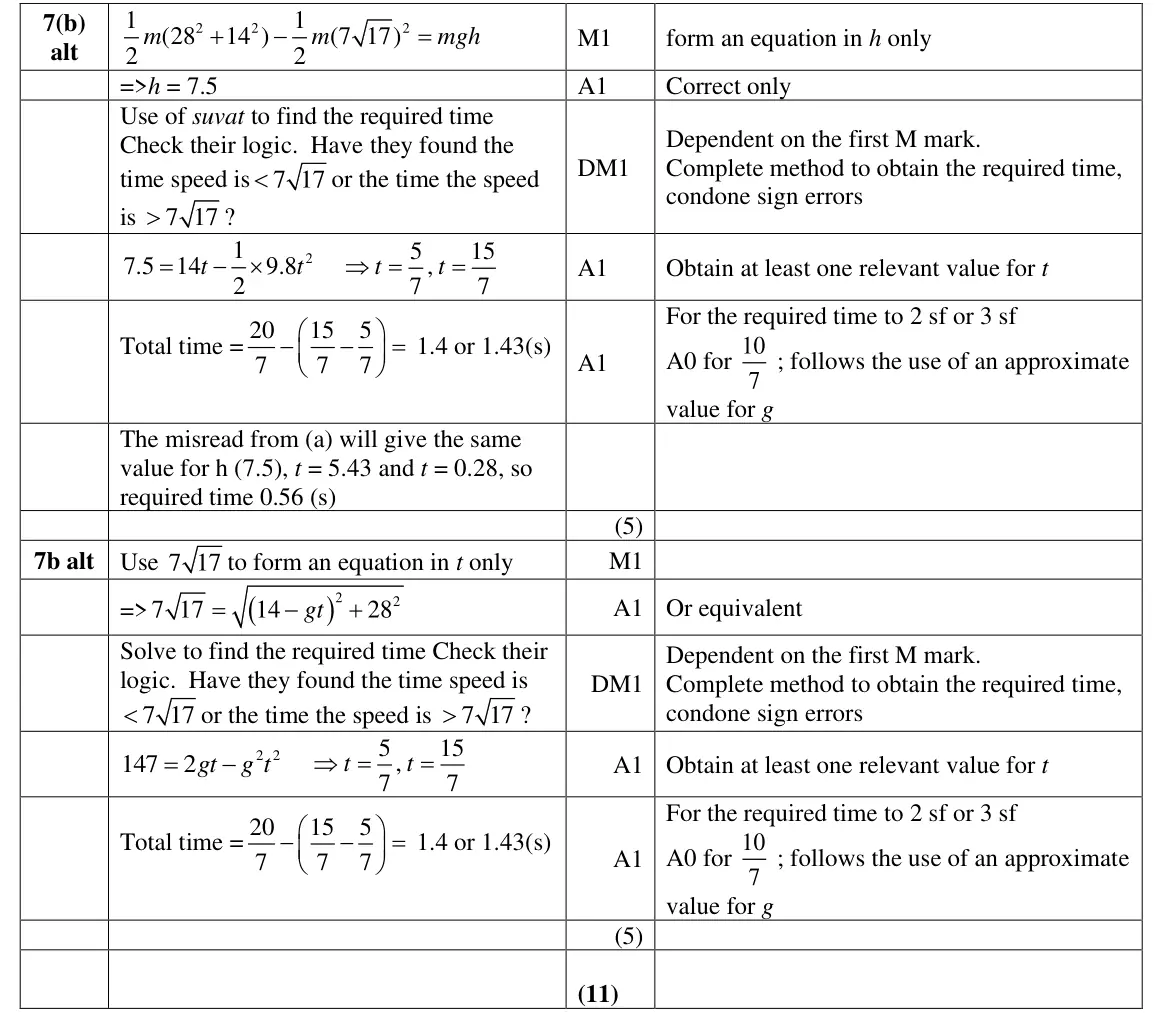 7(b)
alt
1/2 m(28² + 14²) − 1/2 m(7√17)² = mgh
M1
form an equation in h only
=>h = 7.5
A1
Correct only
Use of suvat to find the required time
Check their logic.  Have they found the
time speed is < 7√17 or the time the speed
is > 7√17 ?
DM1
Dependent on the first M mark.
Complete method to obtain the required time,
condone sign errors
7.5 = 14t − 1/2 × 9.8t²   ⇒ t = 5/7 , t = 15/7
A1
Obtain at least one relevant value for t
Total time = 20/7 − (15/7 − 5/7) = 1.4 or 1.43(s)
A1
For the required time to 2 sf or 3 sf
A0 for 10/7 ; follows the use of an approximate
value for g
The misread from (a) will give the same
value for h (7.5), t = 5.43 and t = 0.28, so
required time 0.56 (s)
(5)
7b alt
Use 7√17 to form an equation in t only
M1
=> 7√17 = √((14 − gt)² + 28²)
A1
Or equivalent
Solve to find the required time Check their
logic.  Have they found the time speed is
< 7√17 or the time the speed is > 7√17 ?
DM1
Dependent on the first M mark.
Complete method to obtain the required time,
condone sign errors
147 = 2gt − g²t²   ⇒ t = 5/7 , t = 15/7
A1
Obtain at least one relevant value for t
Total time = 20/7 − (15/7 − 5/7) = 1.4 or 1.43(s)
A1
For the required time to 2 sf or 3 sf
A0 for 10/7 ; follows the use of an approximate
value for g
(5)
(11)